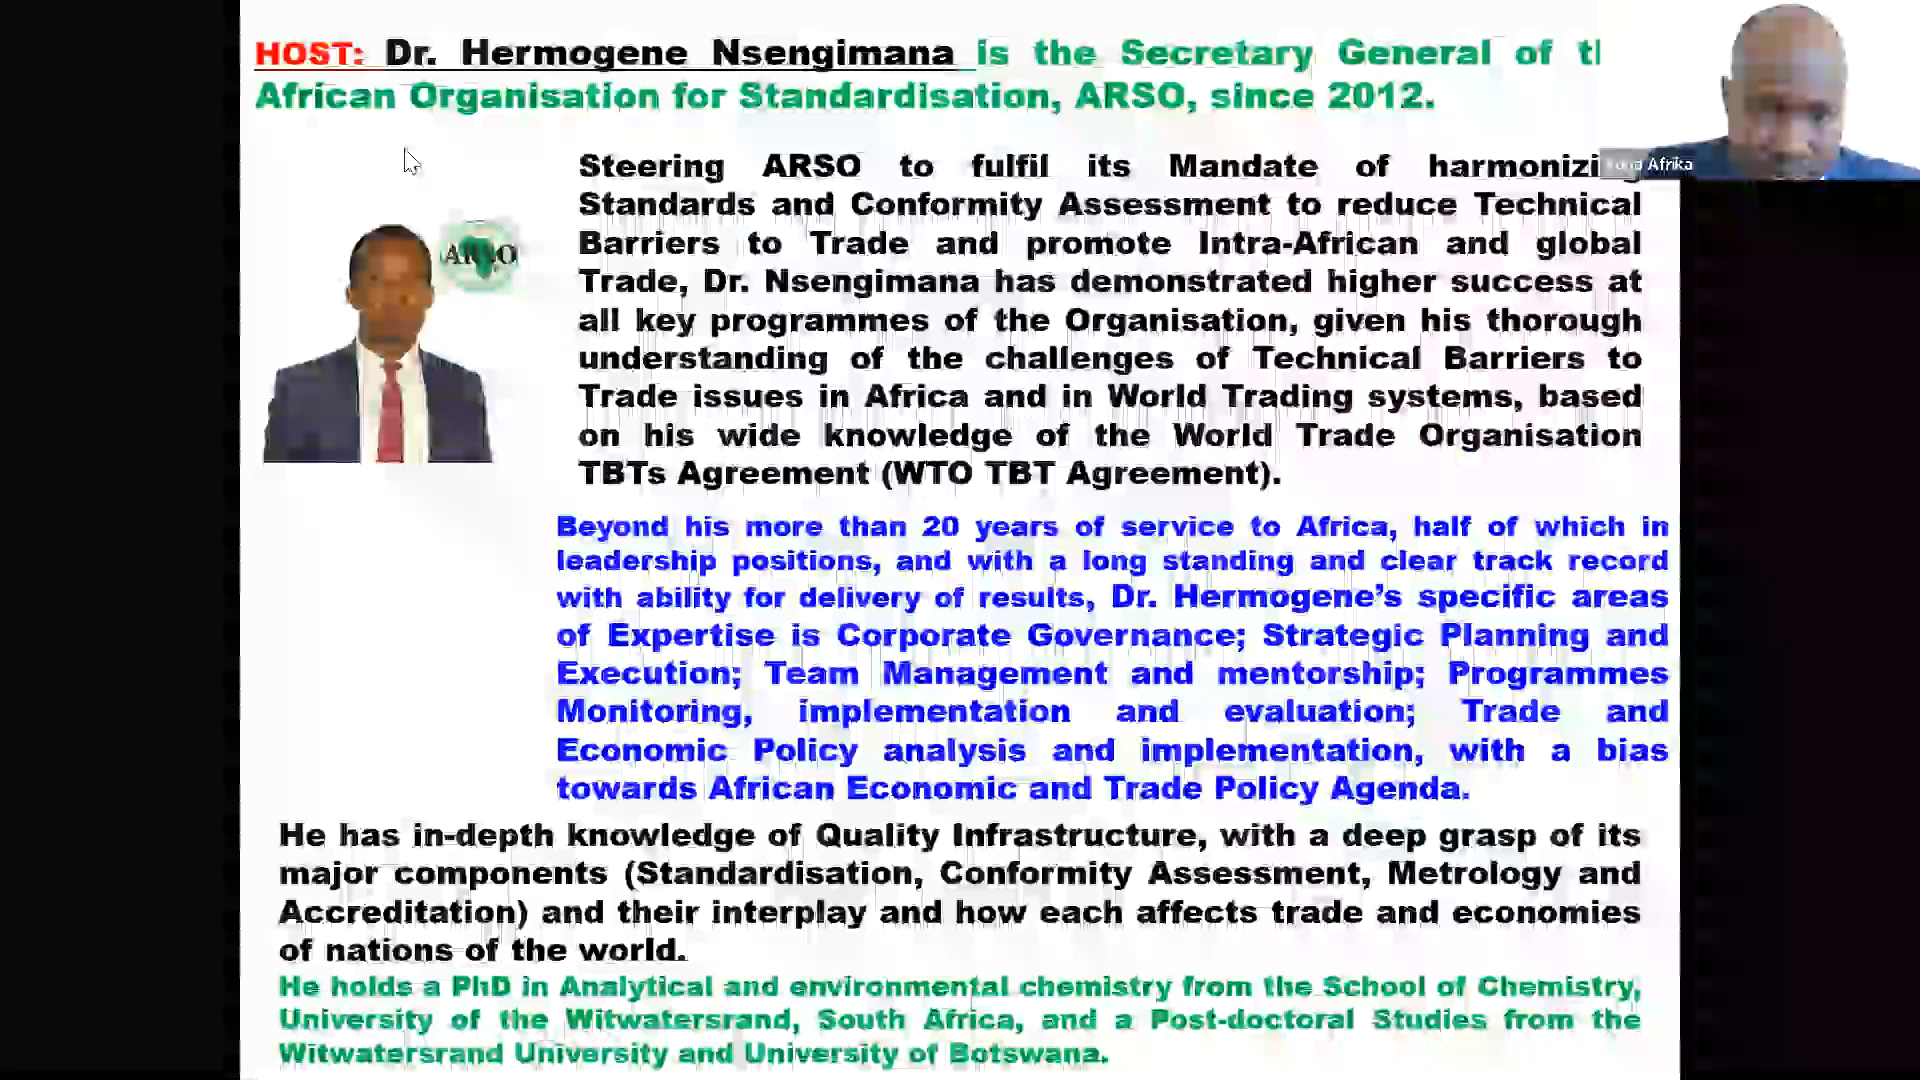 HOST: Dr. Hermogene Nsengimana is the Secretary General of
African Organisation for Standardisation, ARSO, since 2012.
Afrika
Steering ARSO to fulfil its Mandate of
Standards and Conformity Assessment to reduce Technical
Barriers to Trade and promote Intra-African and global
ARSO
Trade, Dr. Nsengimana has demonstrated higher success at
all key programmes of the Organisation, given his thorough
understanding of the challenges of Technical Barriers to
Trade issues in Africa and in World Trading systems, based
on his wide knowledge of the World Trade Organisation
TBTs Agreement (WTO TBT Agreement).
Beyond his more than 20 years of service to Africa, half of which in
leadership positions, and with a long standing and clear track record
with ability for delivery of results, Dr. Hermogene’s specific areas
of Expertise is Corporate Governance; Strategic Planning and
Execution; Team Management and mentorship; Programmes
Monitoring, implementation and evaluation; Trade and
Economic Policy analysis and implementation, with a bias
towards African Economic and Trade Policy Agenda.
He has in-depth knowledge of Quality Infrastructure, with a deep grasp of its
major components (Standardisation, Conformity Assessment, Metrology and
Accreditation) and their interplay and how each affects trade and economies
of nations of the world.
He holds a PhD in Analytical and environmental chemistry from the School of Chemistry,
University of the Witwatersrand, South Africa, and a Post-doctoral Studies from the
Witwatersrand University and University of Botswana.